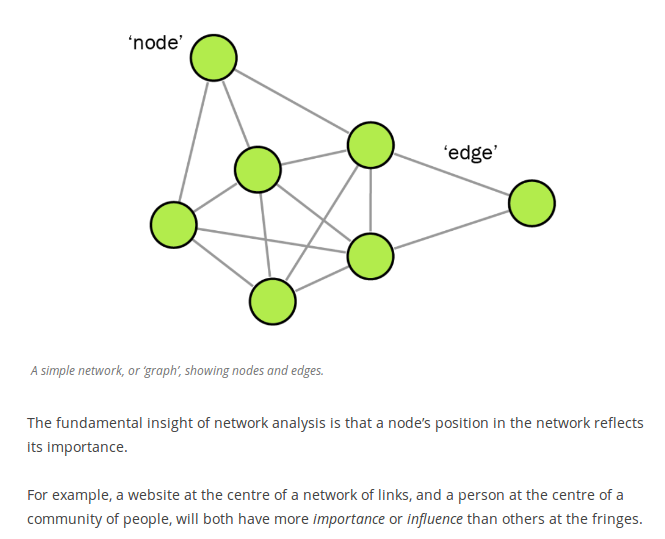 ‘node’
‘edge’
A simple network, or ‘graph’, showing nodes and edges.
The fundamental insight of network analysis is that a node’s position in the network reflects
its importance.
For example, a website at the centre of a network of links, and a person at the centre of a
community of people, will both have more importance or influence than others at the fringes.